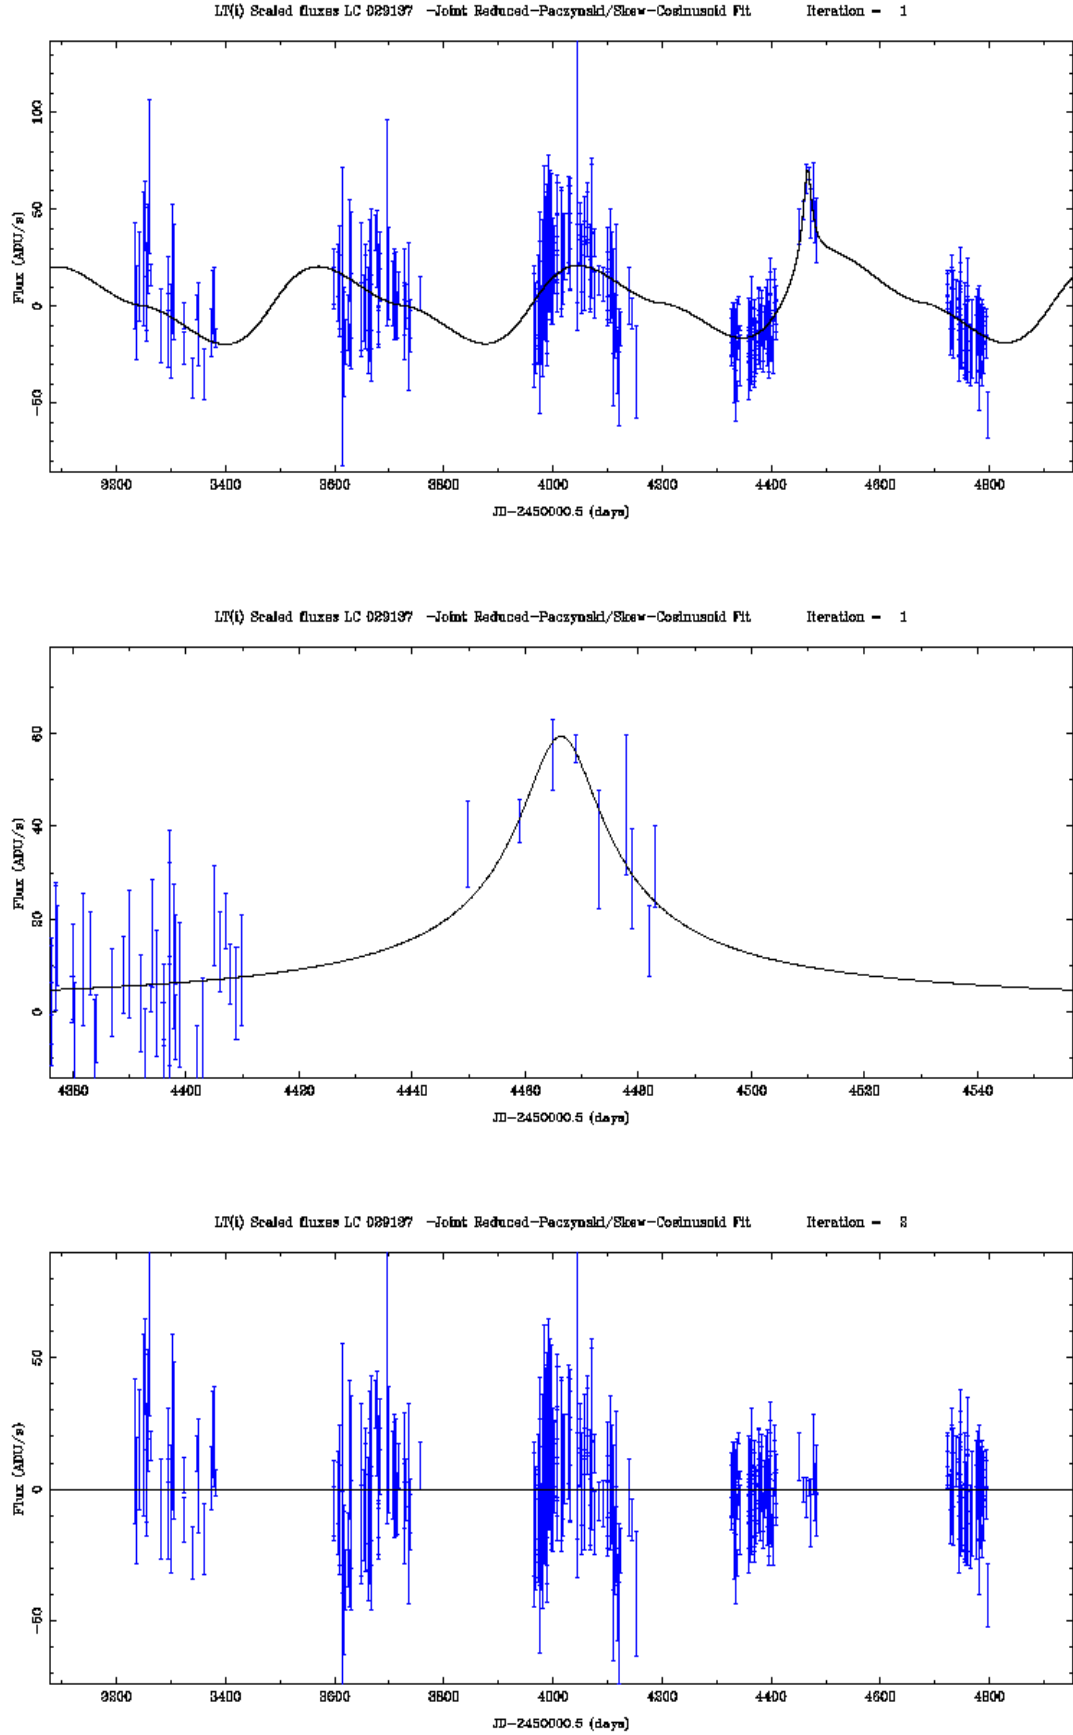 LT(i) Scaled fluxes LC 029137 -Joint Reduced-Paczynski/Skew-Cosinusoid Fit Iteration = 1
100
50
0
-50
Flux (ADU/s)
3200 3400 3600 3800 4000 4200 4400 4600 4800
JD-2450000.5 (days)
LT(i) Scaled fluxes LC 029137 -Joint Reduced-Paczynski/Skew-Cosinusoid Fit Iteration = 1
60
40
20
0
Flux (ADU/s)
4380 4400 4420 4440 4460 4480 4500 4520 4540
JD-2450000.5 (days)
LT(i) Scaled fluxes LC 029137 -Joint Reduced-Paczynski/Skew-Cosinusoid Fit Iteration = 2
50
0
-50
Flux (ADU/s)
3200 3400 3600 3800 4000 4200 4400 4600 4800
JD-2450000.5 (days)